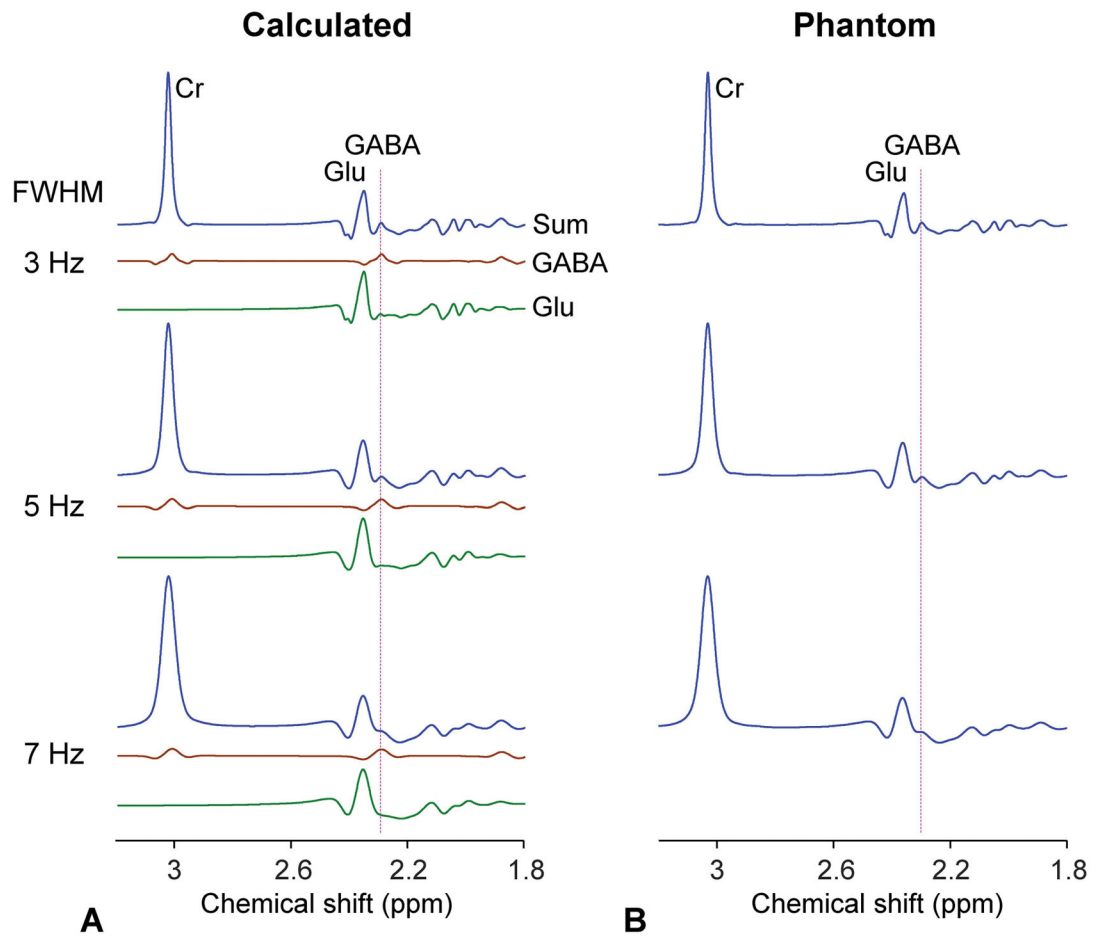 Calculated
Phantom
Cr
Cr
GABA
GABA
Glu
Glu
FWHM
Sum
3 Hz
GABA
Glu
5 Hz
7 Hz
3 2.6 2.2 1.8
3 2.6 2.2 1.8
Chemical shift (ppm)
Chemical shift (ppm)
A
B